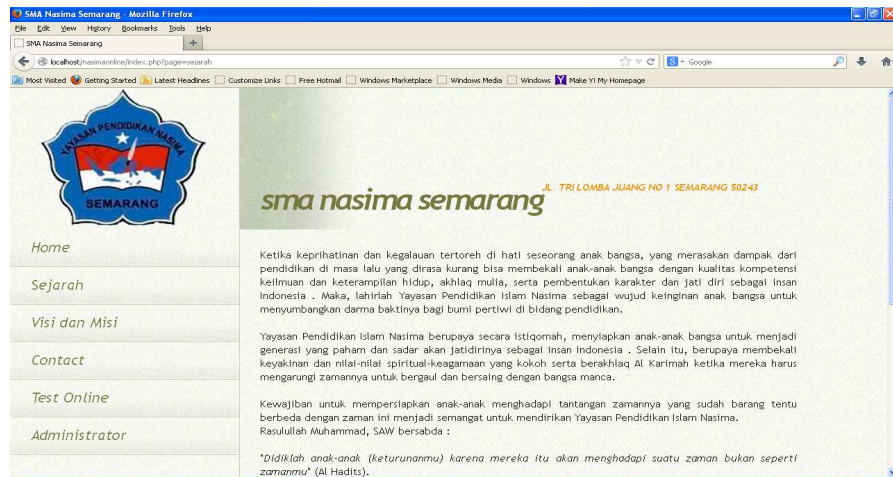 SMA Nasima Semarang - Mozilla Firefox
File Edit View History Bookmarks Tools Help
SMA Nasima Semarang +
localhost/nasimaonline/index.php?page=sejarah
Google
Most Visited Getting Started Latest Headlines Customize Links Free Hotmail Windows Marketplace Windows Media Windows Make Y! My Homepage
YAYASAN PENDIDIKAN NASIMA
SEMARANG
sma nasima semarang
JL. TRI LOMBA JUANG NO 1 SEMARANG 50243
Home
Sejarah
Visi dan Misi
Contact
Test Online
Administrator
Ketika keprihatinan dan kegalauan tertoreh di hati seseorang anak bangsa, yang merasakan dampak dari
pendidikan di masa lalu yang dirasa kurang bisa membekali anak-anak bangsa dengan kualitas kompetensi
keilmuan dan keterampilan hidup, akhlaq mulia, serta pembentukan karakter dan jati diri sebagai insan
Indonesia . Maka, lahirlah Yayasan Pendidikan Islam Nasima sebagai wujud keinginan anak bangsa untuk
menyumbangkan darma baktinya bagi bumi pertiwi di bidang pendidikan.
Yayasan Pendidikan Islam Nasima berupaya secara istiqomah, menyiapkan anak-anak bangsa untuk menjadi
generasi yang paham dan sadar akan jatidirinya sebagai insan Indonesia . Selain itu, berupaya membekali
keyakinan dan nilai-nilai spiritual-keagamaan yang kokoh serta berakhlaq Al Karimah ketika mereka harus
mengarungi zamannya untuk bergaul dan bersaing dengan bangsa manca.
Kewajiban untuk mempersiapkan anak-anak menghadapi tantangan zamannya yang sudah barang tentu
berbeda dengan zaman ini menjadi semangat untuk mendirikan Yayasan Pendidikan Islam Nasima.
Rasulullah Muhammad, SAW bersabda :
"Didiklah anak-anak (keturunanmu) karena mereka itu akan menghadapi suatu zaman bukan seperti
zamanmu" (Al Hadits).